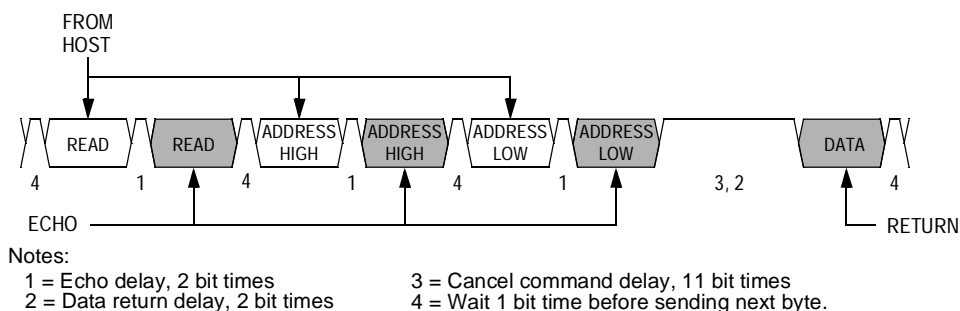 FROM
HOST
READ READ ADDRESS HIGH ADDRESS HIGH ADDRESS LOW ADDRESS LOW DATA
4 1 4 1 4 1 3, 2 4
ECHO RETURN
Notes:
1 = Echo delay, 2 bit times 3 = Cancel command delay, 11 bit times
2 = Data return delay, 2 bit times 4 = Wait 1 bit time before sending next byte.